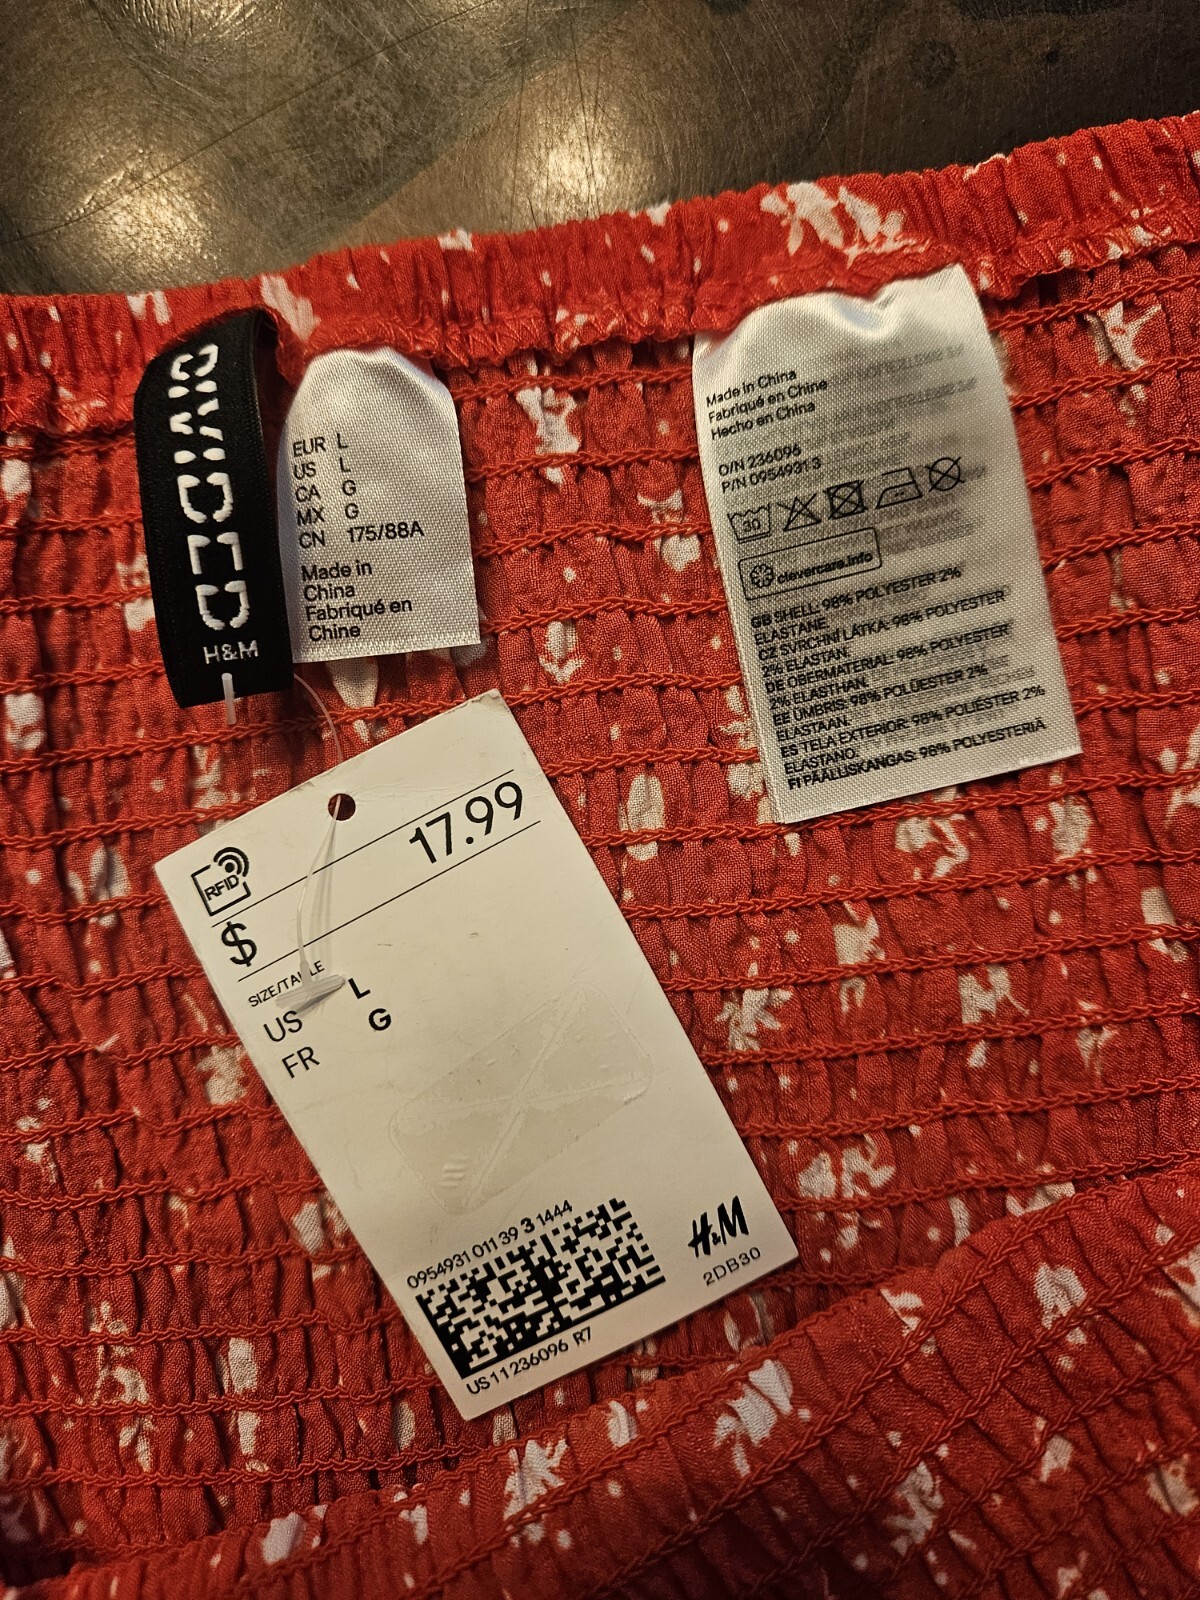 DIVIDED
H&M
EUR L
US L
CA G
MX G
CN 175/88A
Made in
China
Fabriqué en
Chine
Made in China
Fabriqué en Chine
Hecho en China
O/N 236096
P/N 0954931 3
30
clevercare.info
GB SHELL: 98% POLYESTER 2%
ELASTANE.
CZ SVRCHNÍ LÁTKA: 98% POLYESTER
2% ELASTAN.
DE OBERMATERIAL: 98% POLYESTER
2% ELASTHAN.
EE ÜMBRIS: 98% POLÜESTER 2%
ELASTAAN.
ES TELA EXTERIOR: 98% POLIÉSTER 2%
ELASTANO.
FI PÄÄLLISKANGAS: 98% POLYESTERIÄ
RFID
17.99
$
SIZE/TAILLE
US L
FR G
0954931 011 39 3 1444
US11236096 R7
H&M
2DB30